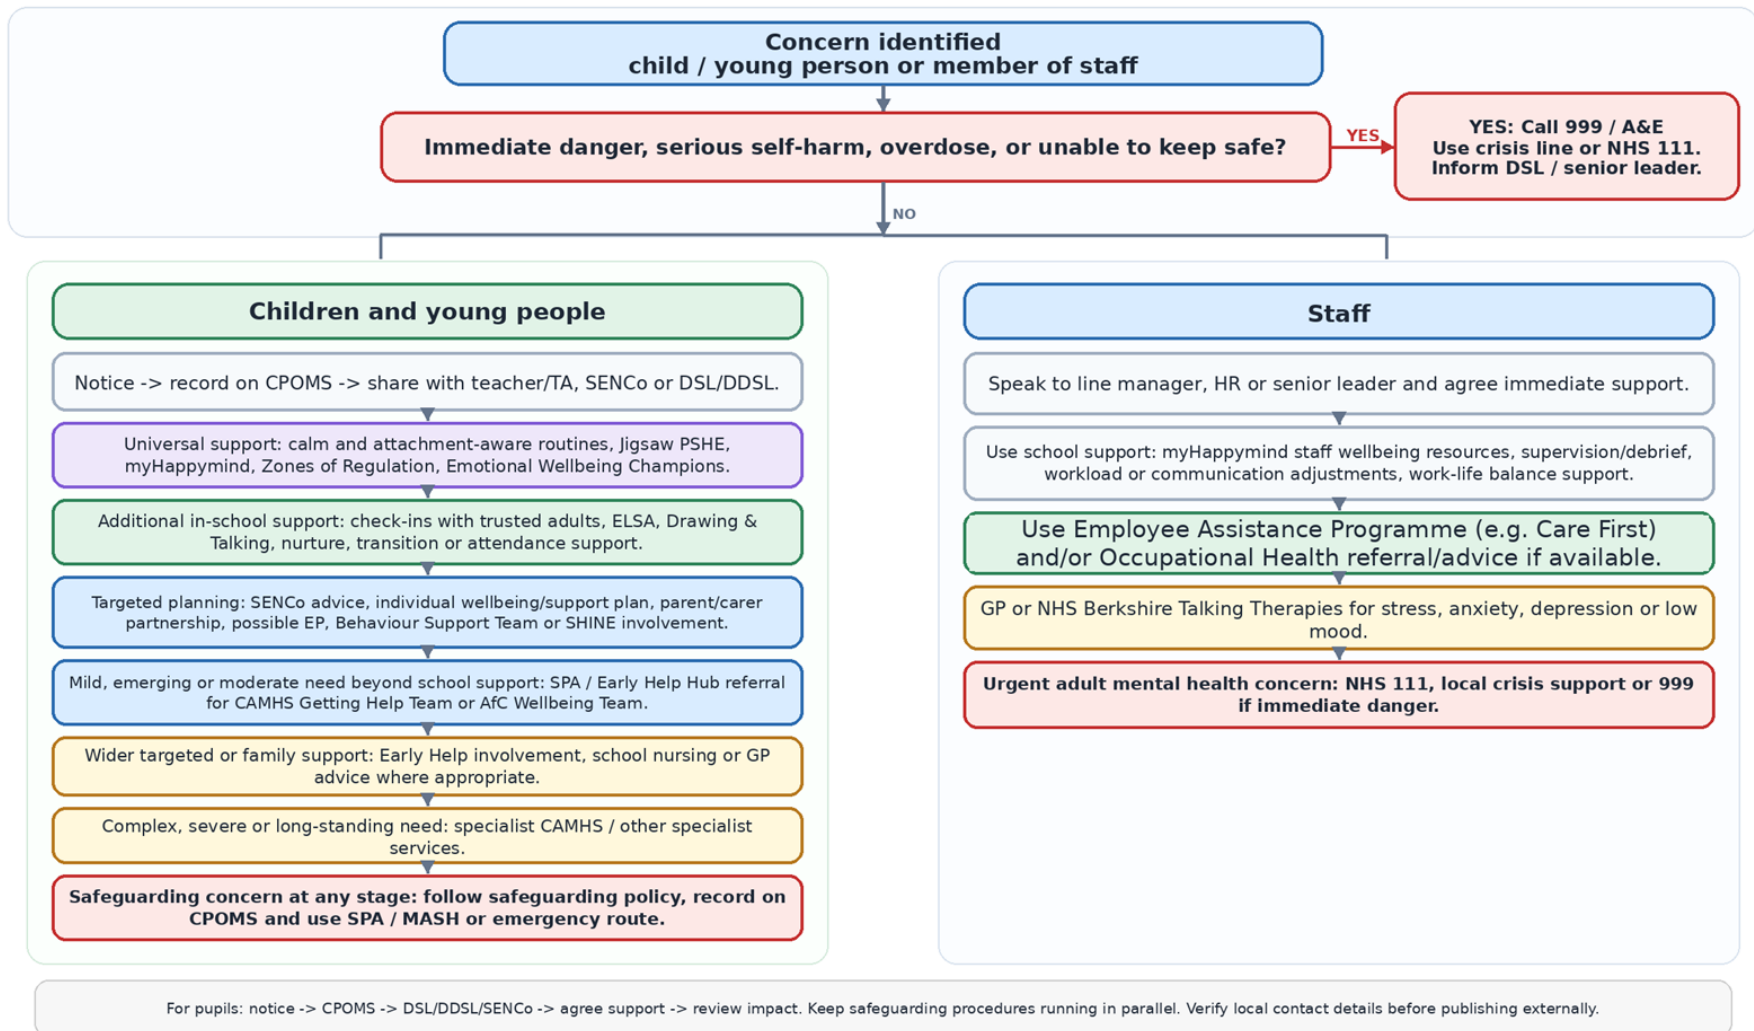 Concern identified
child / young person or member of staff
Immediate danger, serious self-harm, overdose, or unable to keep safe?
YES
YES: Call 999 / A&E
Use crisis line or NHS 111.
Inform DSL / senior leader.
NO
Children and young people
Notice -> record on CPOMS -> share with teacher/TA, SENCo or DSL/DDSL.
Universal support: calm and attachment-aware routines, Jigsaw PSHE,
myHappymind, Zones of Regulation, Emotional Wellbeing Champions.
Additional in-school support: check-ins with trusted adults, ELSA, Drawing &
Talking, nurture, transition or attendance support.
Targeted planning: SENCo advice, individual wellbeing/support plan, parent/carer
partnership, possible EP, Behaviour Support Team or SHINE involvement.
Mild, emerging or moderate need beyond school support: SPA / Early Help Hub referral
for CAMHS Getting Help Team or AfC Wellbeing Team.
Wider targeted or family support: Early Help involvement, school nursing or GP
advice where appropriate.
Complex, severe or long-standing need: specialist CAMHS / other specialist
services.
Safeguarding concern at any stage: follow safeguarding policy, record on
CPOMS and use SPA / MASH or emergency route.
Staff
Speak to line manager, HR or senior leader and agree immediate support.
Use school support: myHappymind staff wellbeing resources, supervision/debrief,
workload or communication adjustments, work-life balance support.
Use Employee Assistance Programme (e.g. Care First)
and/or Occupational Health referral/advice if available.
GP or NHS Berkshire Talking Therapies for stress, anxiety, depression or low
mood.
Urgent adult mental health concern: NHS 111, local crisis support or 999
if immediate danger.
For pupils: notice -> CPOMS -> DSL/DDSL/SENCo -> agree support -> review impact. Keep safeguarding procedures running in parallel. Verify local contact details before publishing externally.